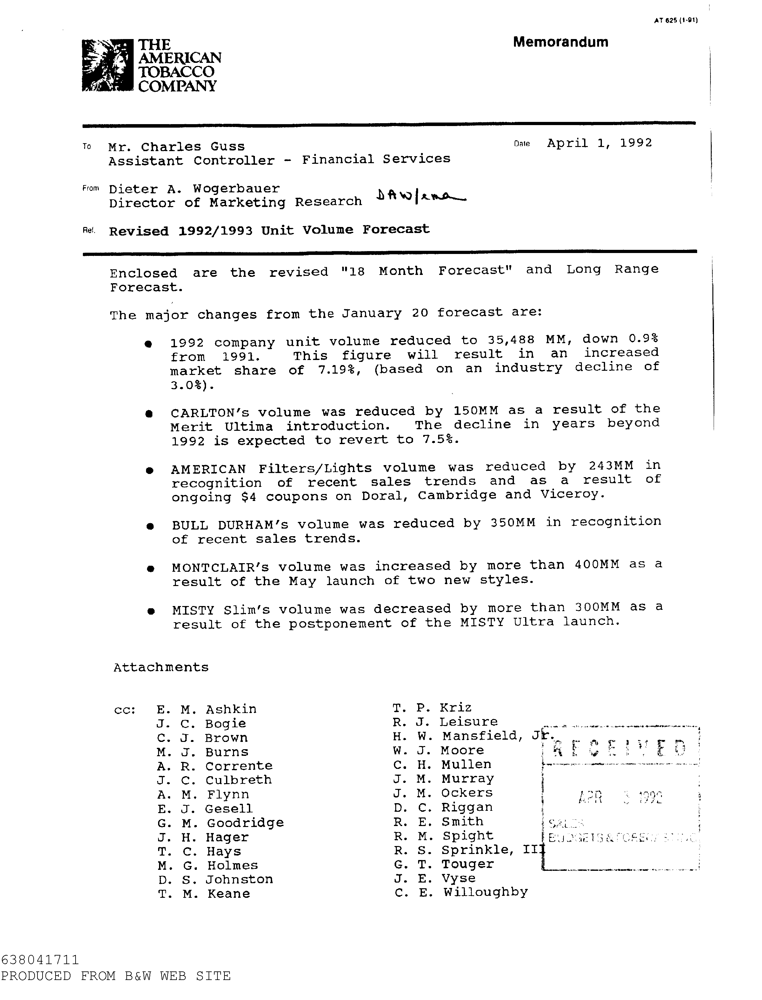 AT 625 (1-91)
THE
AMERICAN
TOBACCO
COMPANY
Memorandum
To Mr. Charles Guss
Assistant Controller - Financial Services
Date April 1, 1992
From Dieter A. Wogerbauer
Director of Marketing Research
Re: Revised 1992/1993 Unit Volume Forecast
Enclosed are the revised "18 Month Forecast" and Long Range
Forecast.
The major changes from the January 20 forecast are:
● 1992 company unit volume reduced to 35,488 MM, down 0.9%
from 1991. This figure will result in an increased
market share of 7.19%, (based on an industry decline of
3.0%).
● CARLTON's volume was reduced by 150MM as a result of the
Merit Ultima introduction. The decline in years beyond
1992 is expected to revert to 7.5%.
● AMERICAN Filters/Lights volume was reduced by 243MM in
recognition of recent sales trends and as a result of
ongoing $4 coupons on Doral, Cambridge and Viceroy.
● BULL DURHAM's volume was reduced by 350MM in recognition
of recent sales trends.
● MONTCLAIR's volume was increased by more than 400MM as a
result of the May launch of two new styles.
● MISTY Slim's volume was decreased by more than 300MM as a
result of the postponement of the MISTY Ultra launch.
Attachments
cc: E. M. Ashkin
J. C. Bogie
C. J. Brown
M. J. Burns
A. R. Corrente
J. C. Culbreth
A. M. Flynn
E. J. Gesell
G. M. Goodridge
J. H. Hager
T. C. Hays
M. G. Holmes
D. S. Johnston
T. M. Keane
T. P. Kriz
R. J. Leisure
H. W. Mansfield, Jr.
W. J. Moore
C. H. Mullen
J. M. Murray
J. M. Ockers
D. C. Riggan
R. E. Smith
R. M. Spight
R. S. Sprinkle, III
G. T. Touger
J. E. Vyse
C. E. Willoughby
RECEIVED
APR 1992
SALES
638041711
PRODUCED FROM B&W WEB SITE